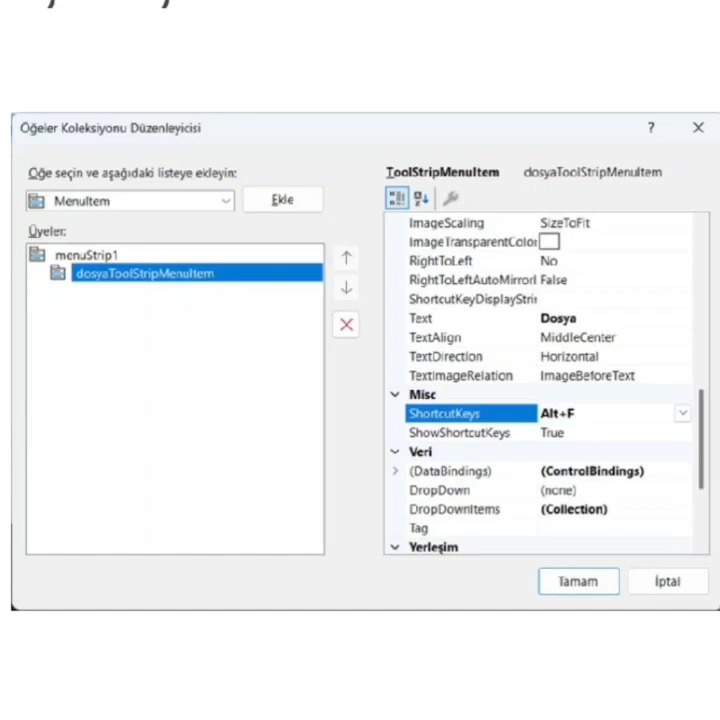 Öğeler Koleksiyonu Düzenleyicisi ?
Öğe seçin ve aşağıdaki listeye ekleyin:
MenuItem
Ekle
Üyeler:
menuStrip1
dosyaToolStripMenuItem
ToolStripMenuItem dosyaToolStripMenuItem
ImageScaling SizeToFit
ImageTransparentColor
RightToLeft No
RightToLeftAutoMirrorI False
ShortcutKeyDisplayStrin
Text Dosya
TextAlign MiddleCenter
TextDirection Horizontal
TextImageRelation ImageBeforeText
Misc
ShortcutKeys Alt+F
ShowShortcutKeys True
Veri
(DataBindings) (ControlBindings)
DropDown (none)
DropDownItems (Collection)
Tag
Yerleşim
Tamam İptal